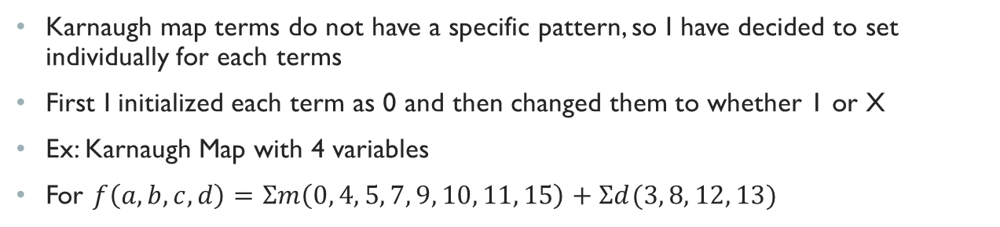 • Karnaugh map terms do not have a specific pattern, so I have decided to set
individually for each terms
• First I initialized each term as 0 and then changed them to whether 1 or X
• Ex: Karnaugh Map with 4 variables
• For f(a, b, c, d) = Σm(0, 4, 5, 7, 9, 10, 11, 15) + Σd(3, 8, 12, 13)